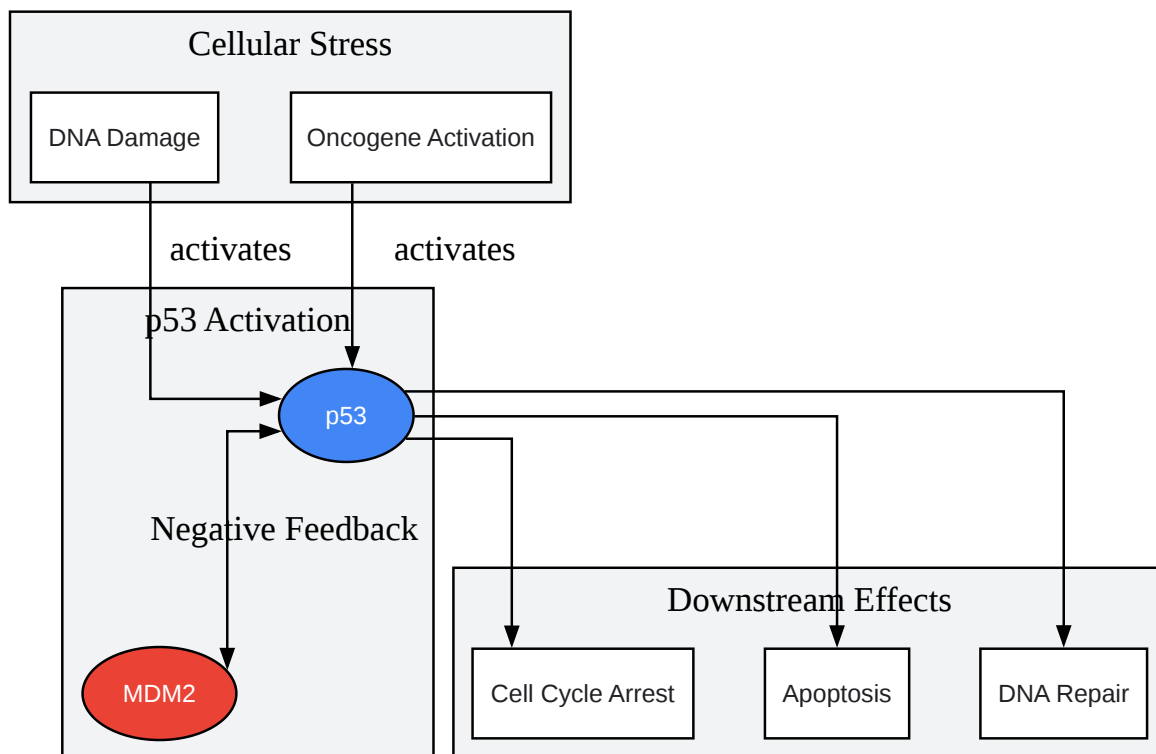 Cellular Stress
DNA Damage
Oncogene Activation
activates
activates
p53 Activation
p53
Negative Feedback
MDM2
Downstream Effects
Cell Cycle Arrest
Apoptosis
DNA Repair